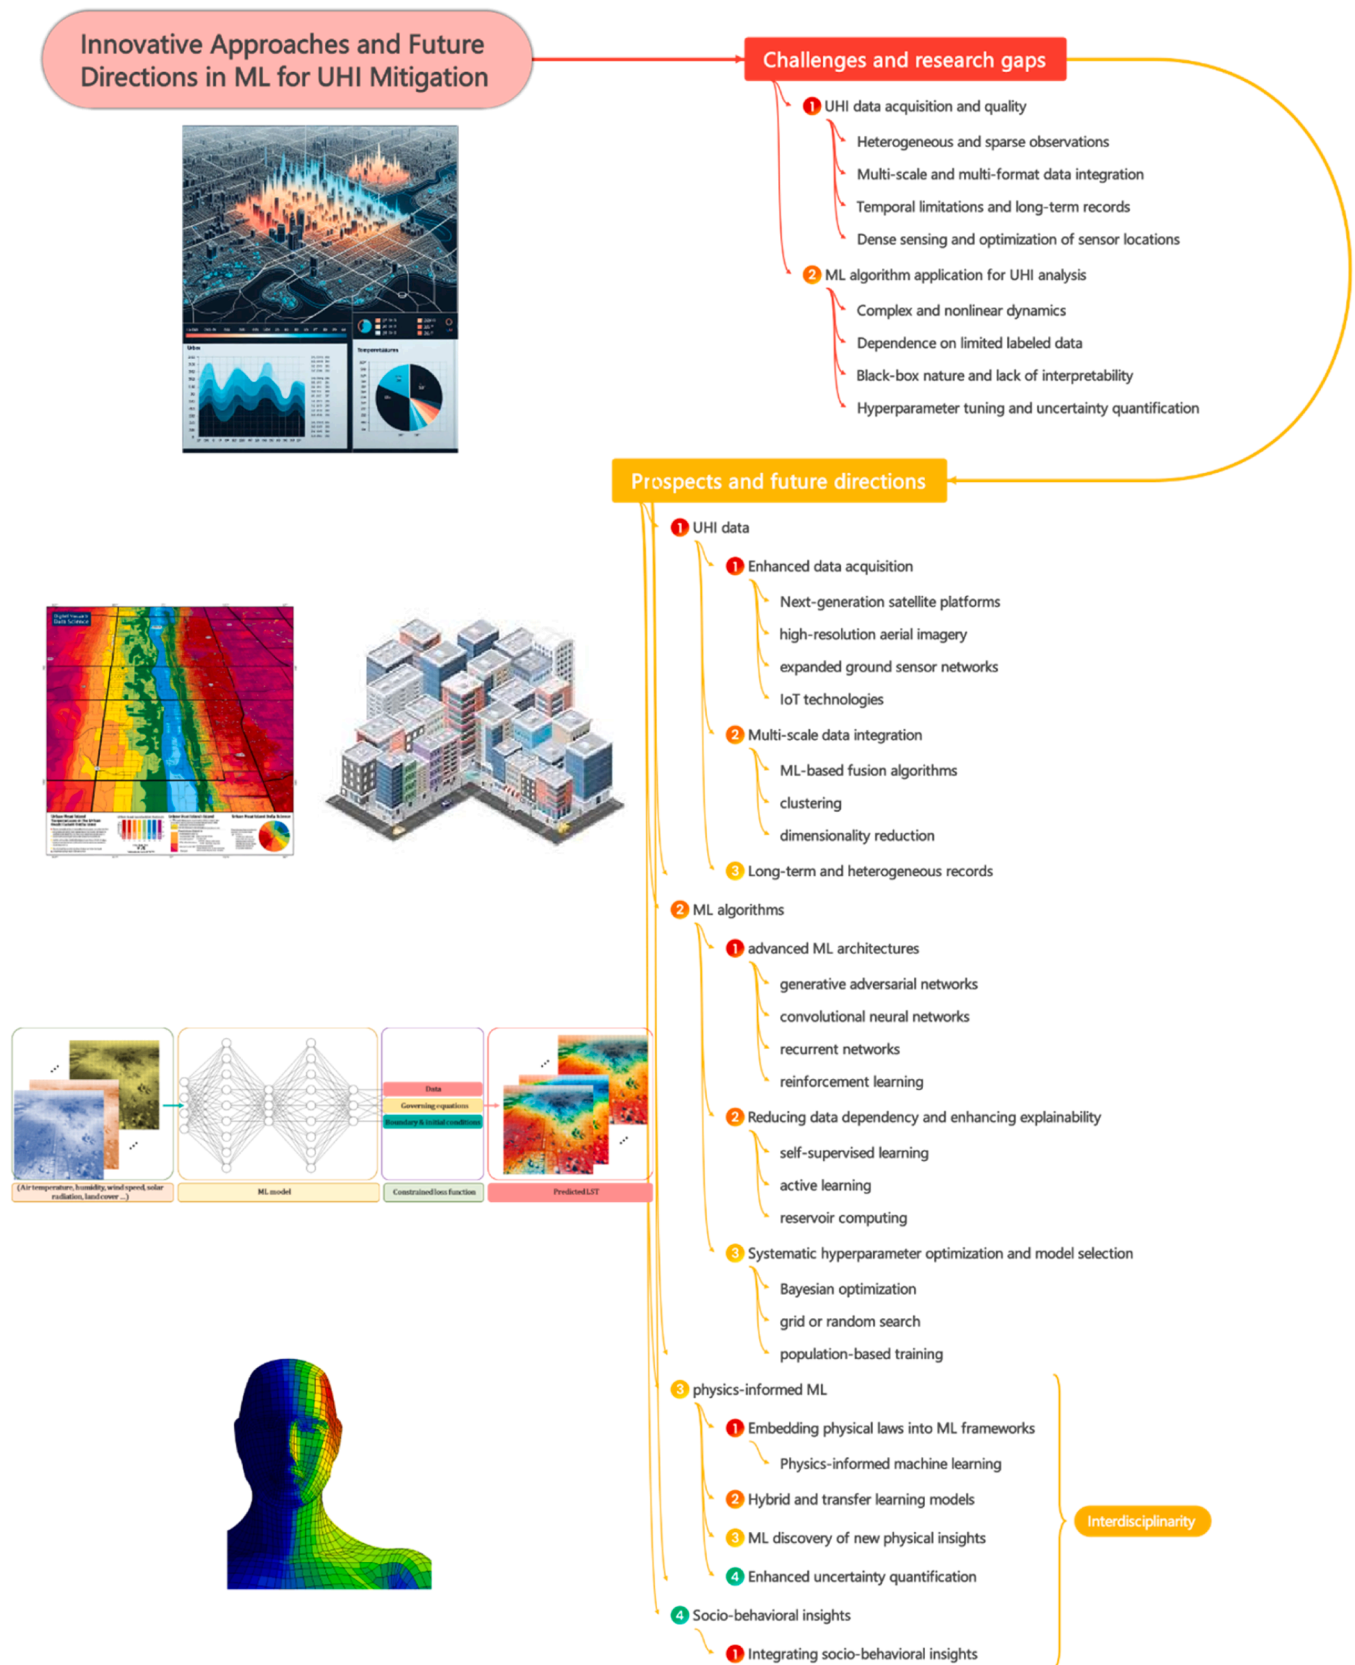 Innovative Approaches and Future
Directions in ML for UHI Mitigation
Challenges and research gaps
1 UHI data acquisition and quality
Heterogeneous and sparse observations
Multi-scale and multi-format data integration
Temporal limitations and long-term records
Dense sensing and optimization of sensor locations
2 ML algorithm application for UHI analysis
Complex and nonlinear dynamics
Dependence on limited labeled data
Black-box nature and lack of interpretability
Hyperparameter tuning and uncertainty quantification
Prospects and future directions
1 UHI data
1 Enhanced data acquisition
Next-generation satellite platforms
high-resolution aerial imagery
expanded ground sensor networks
IoT technologies
2 Multi-scale data integration
ML-based fusion algorithms
clustering
dimensionality reduction
3 Long-term and heterogeneous records
2 ML algorithms
1 advanced ML architectures
generative adversarial networks
convolutional neural networks
recurrent networks
reinforcement learning
2 Reducing data dependency and enhancing explainability
self-supervised learning
active learning
reservoir computing
3 Systematic hyperparameter optimization and model selection
Bayesian optimization
grid or random search
population-based training
3 physics-informed ML
1 Embedding physical laws into ML frameworks
Physics-informed machine learning
2 Hybrid and transfer learning models
3 ML discovery of new physical insights
4 Enhanced uncertainty quantification
4 Socio-behavioral insights
1 Integrating socio-behavioral insights
Interdisciplinarity
Data
Governing equations
Boundary & initial conditions
(Air temperature, humidity, wind speed, solar
radiation, land cover ...)
ML model
Constrained loss function
Predicted LST